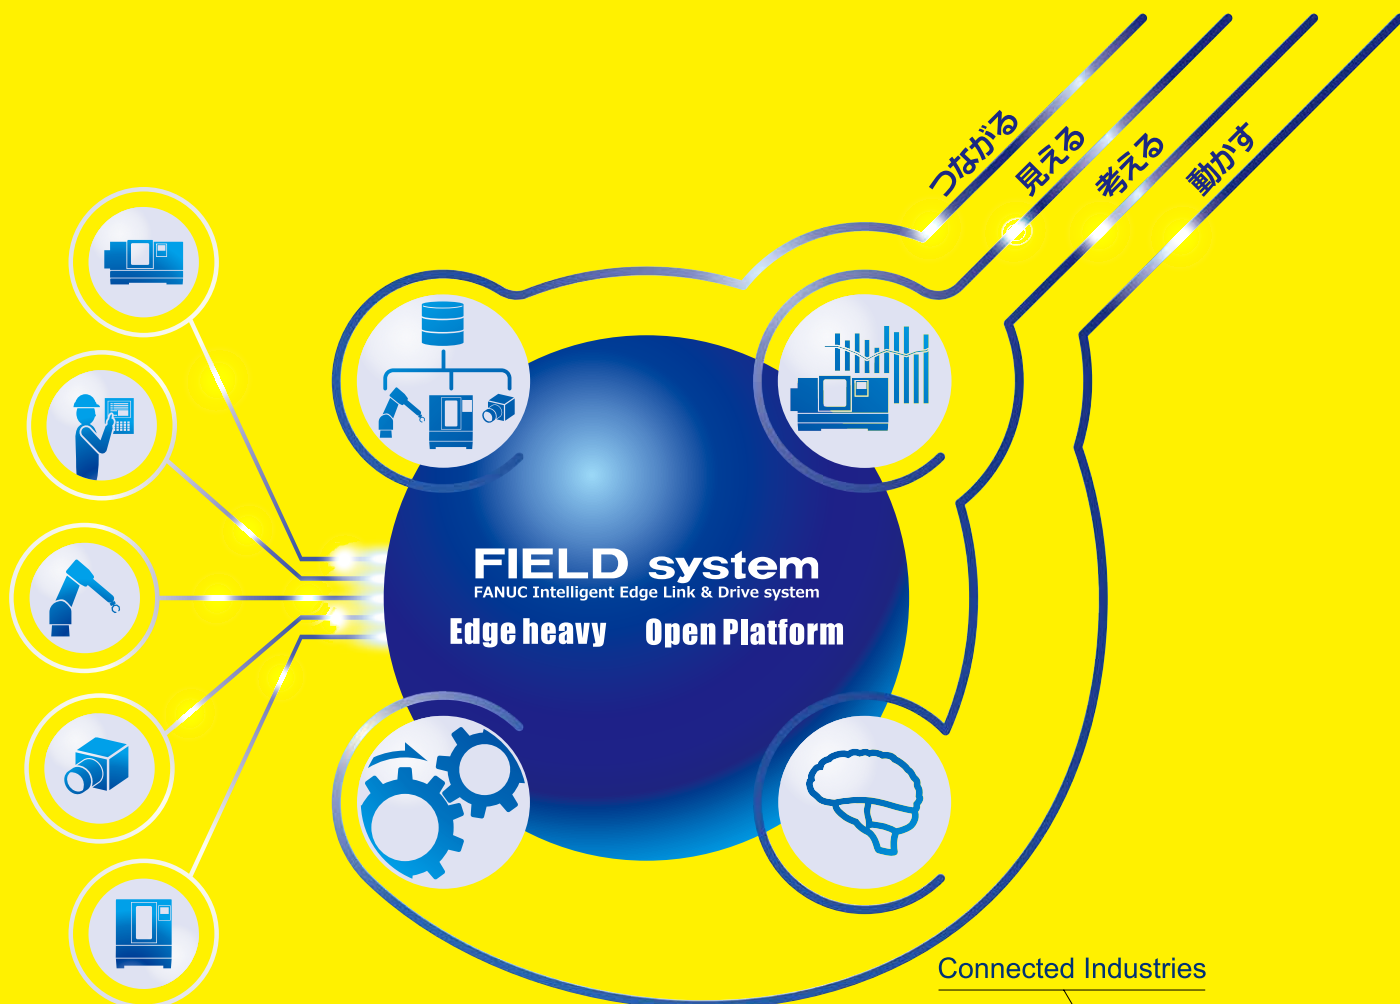 つながる
見える
考える
動かす
FIELD system
FANUC Intelligent Edge Link & Drive system
Edge heavy Open Platform
Connected Industries